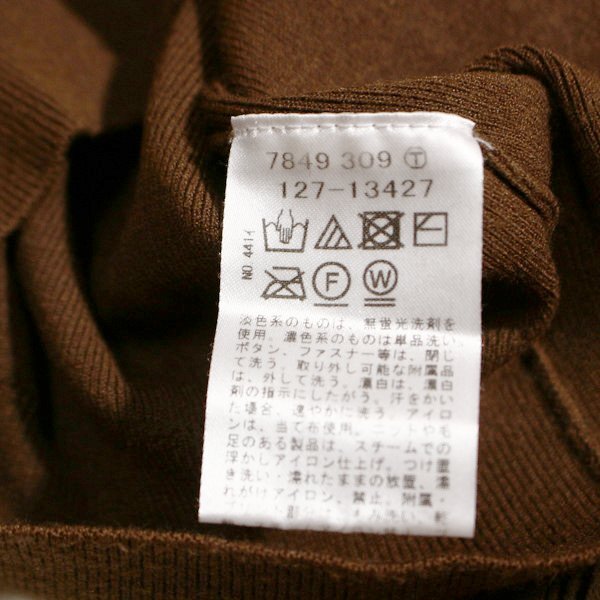 7849 309 Ⓣ
127-13427
NO 441イ
F W
淡色系のものは、無蛍光洗剤を
使用。濃色系のものは単品洗い。
ボタン、ファスナー等は、閉じ
て洗う。取り外し可能な附属品
は、外して洗う。漂白は、漂白
剤の指示にしたがう。汗をかい
た場合、速やかに洗う。アイロ
ンは、当て布使用。ニットやも
足のある製品は、スチームでの
浮かしアイロン仕上げ。つけ置
き洗い・濡れたままの放置、濡
れがけアイロン、禁止。附属・